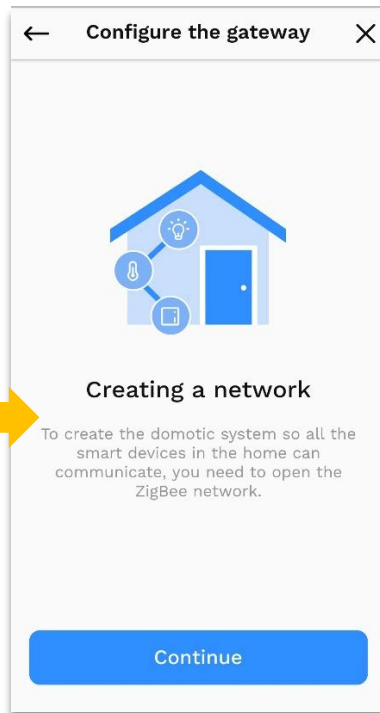 Configure the gateway
Creating a network
To create the domotic system so all the
smart devices in the home can
communicate, you need to open the
ZigBee network.
Continue